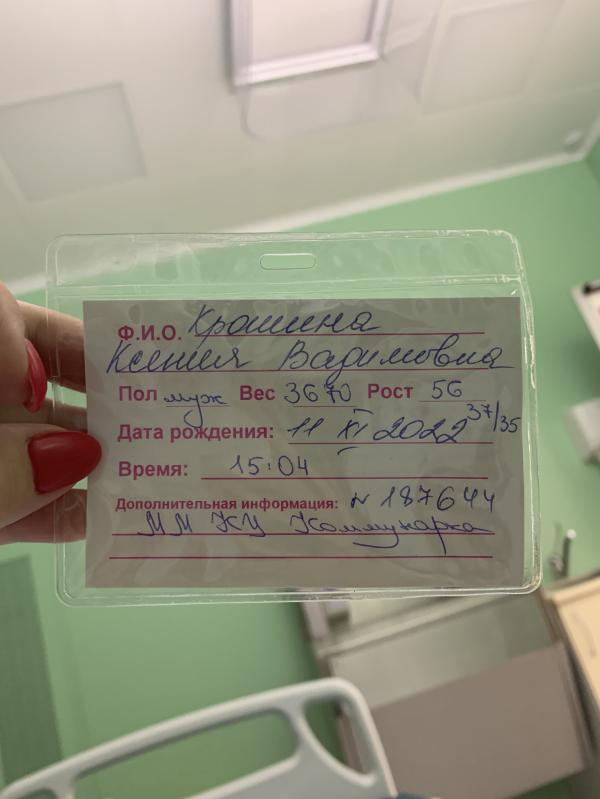 Ф.И.О. Крошина
Ксения Вадимовна
Пол муж Вес 3670 Рост 56
Дата рождения: 11 XI 2022 37/35
Время: 15:04
Дополнительная информация: N 187644
ММ КЦ Коммунарка